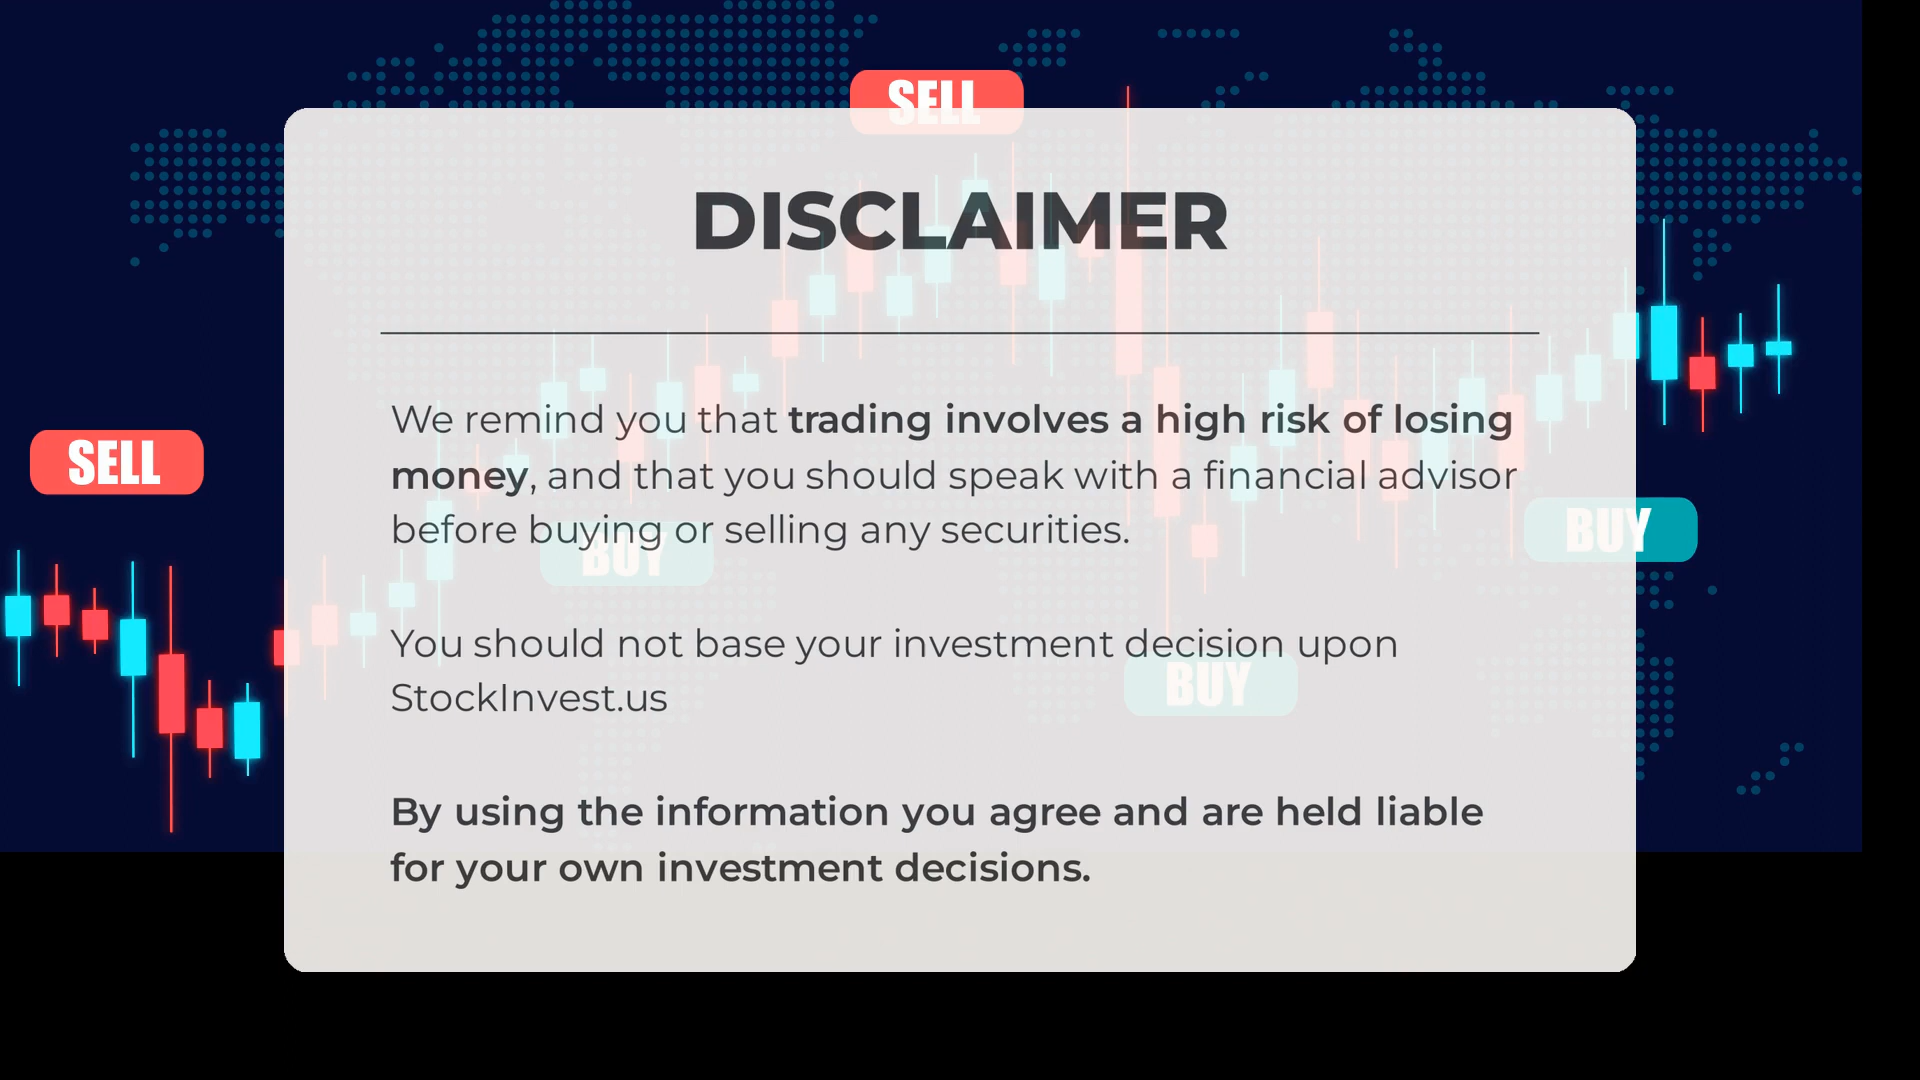 SELL
DISCLAIMER
We remind you that trading involves a high risk of losing
money, and that you should speak with a financial advisor
before buying or selling any securities.
SELL
BUY
BUY
You should not base your investment decision upon
StockInvest.us
BUY
By using the information you agree and are held liable
for your own investment decisions.